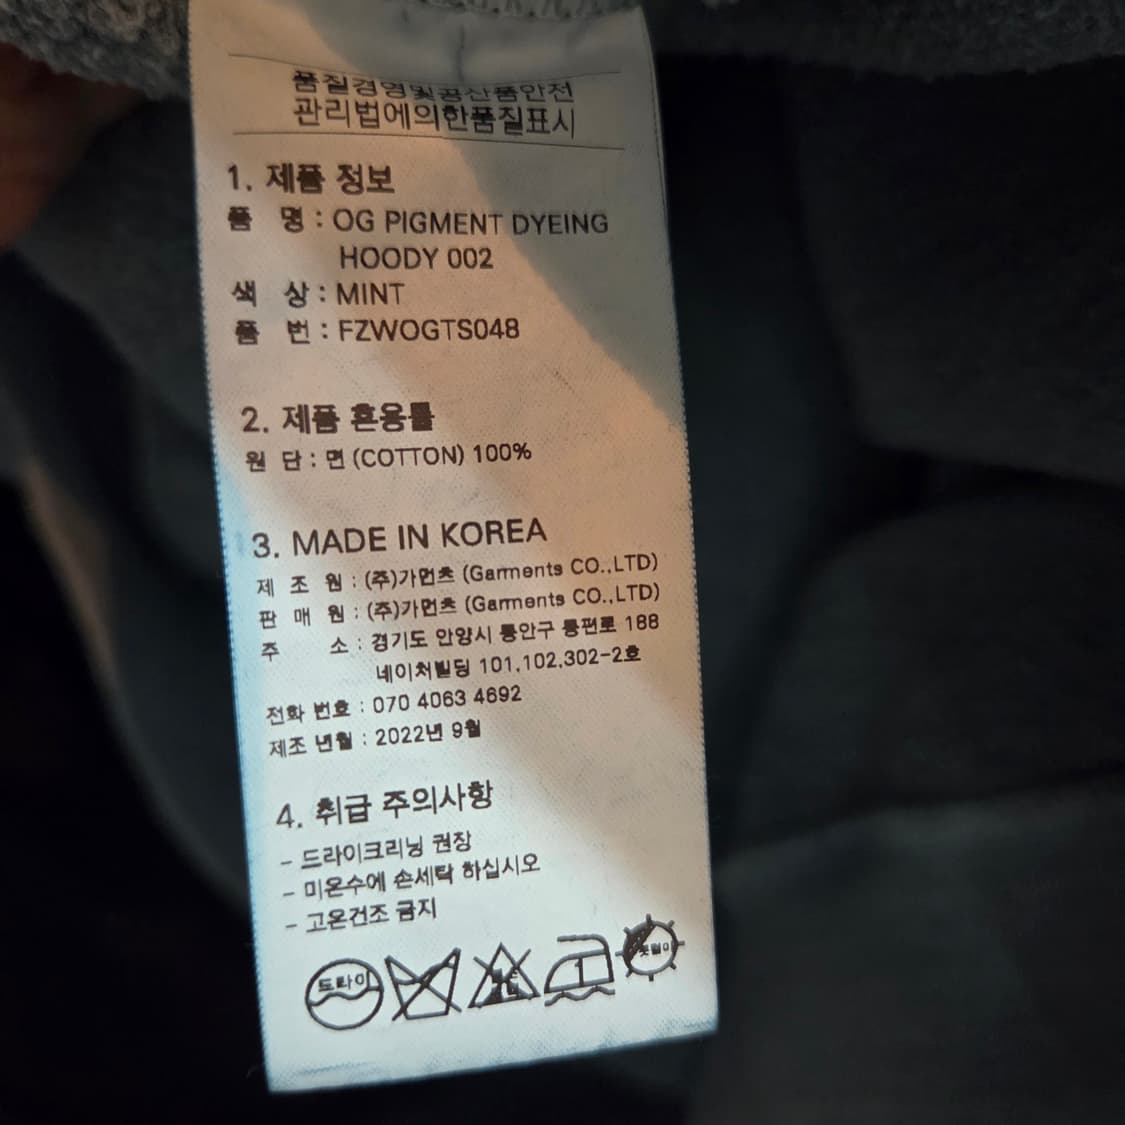 품질경영및공산품안전
관리법에의한품질표시
1. 제품 정보
품 명 : OG PIGMENT DYEING
HOODY 002
색 상 : MINT
품 번 : FZWOGTS048
2. 제품 혼용률
원 단 : 면 (COTTON) 100%
3. MADE IN KOREA
제 조 원 : (주)가먼츠 (Garments CO.,LTD)
판 매 원 : (주)가먼츠 (Garments CO.,LTD)
주 소 : 경기도 안양시 동안구 동편로 188
네이처빌딩 101,102,302-2호
전화 번호 : 070 4063 4692
제조 년월 : 2022년 9월
4. 취급 주의사항
- 드라이크리닝 권장
- 미온수에 손세탁 하십시오
- 고온건조 금지
드라이 1